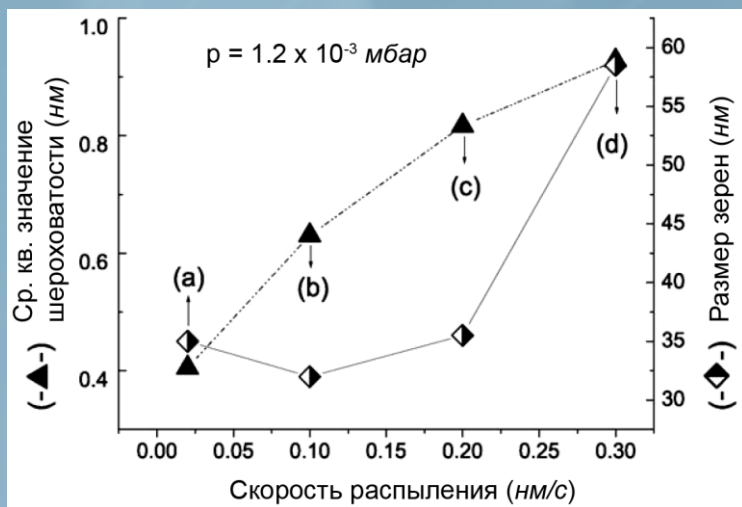 p = 1.2 x 10⁻³ мбар
1.0
0.8
0.6
0.4
Ср. кв. значение
шероховатости (нм)
(-▲-)
60
55
50
45
40
35
30
Размер зерен (нм)
(-◆-)
(a)
(b)
(c)
(d)
0.00 0.05 0.10 0.15 0.20 0.25 0.30
Скорость распыления (нм/с)